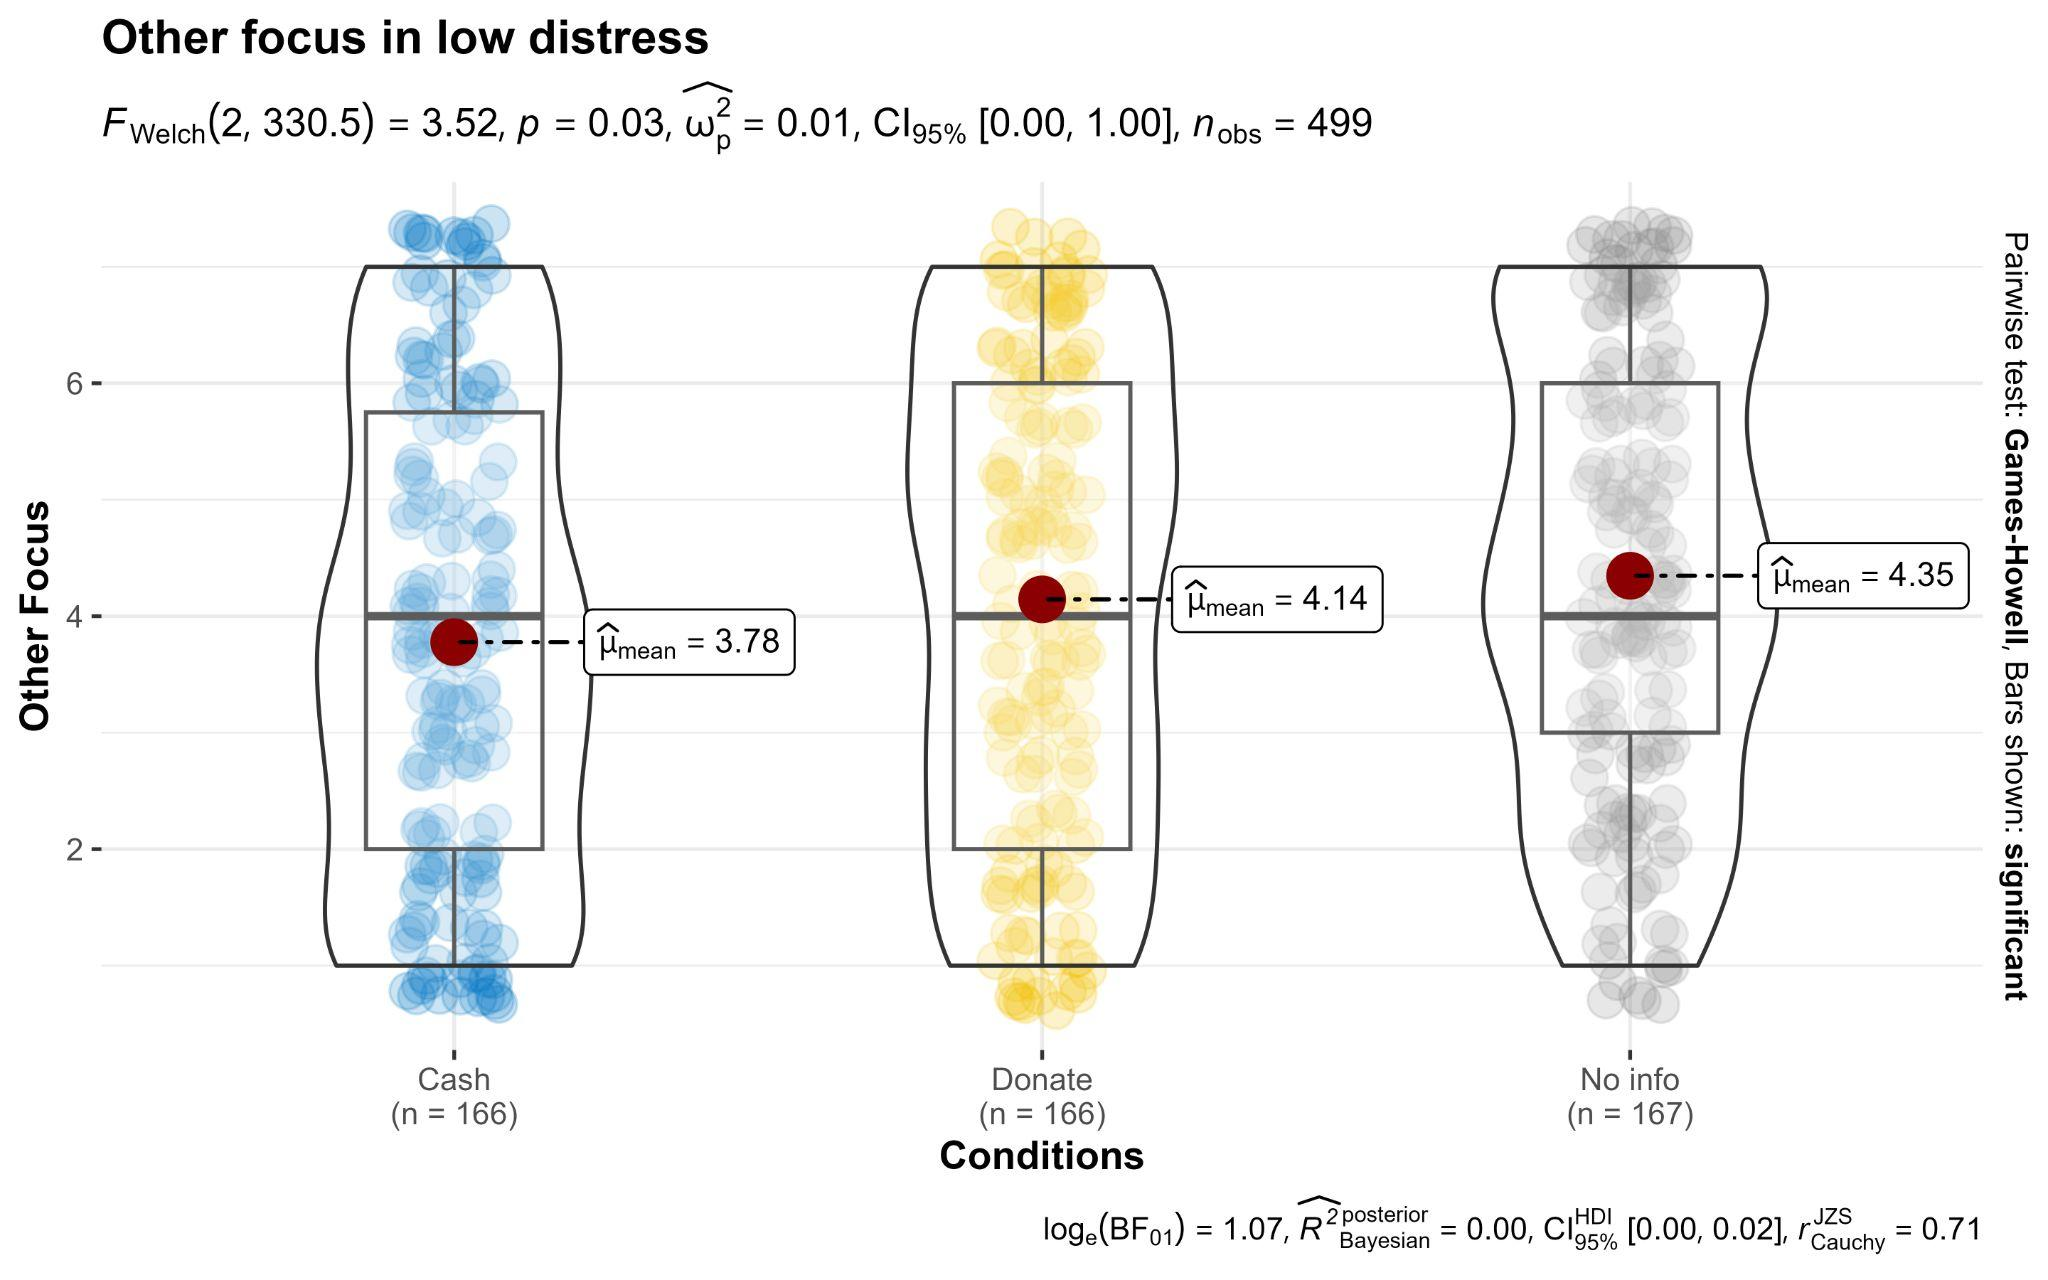 Other focus in low distress
F_Welch(2, 330.5) = 3.52, p = 0.03, ω̂²_p = 0.01, CI_95% [0.00, 1.00], n_obs = 499
Other Focus
6
4
2
μ̂_mean = 3.78
μ̂_mean = 4.14
μ̂_mean = 4.35
Pairwise test: Games-Howell, Bars shown: significant
Cash
(n = 166)
Donate
(n = 166)
No info
(n = 167)
Conditions
log_e(BF_01) = 1.07, R̂²^posterior_Bayesian = 0.00, CI^HDI_95% [0.00, 0.02], r^JZS_Cauchy = 0.71